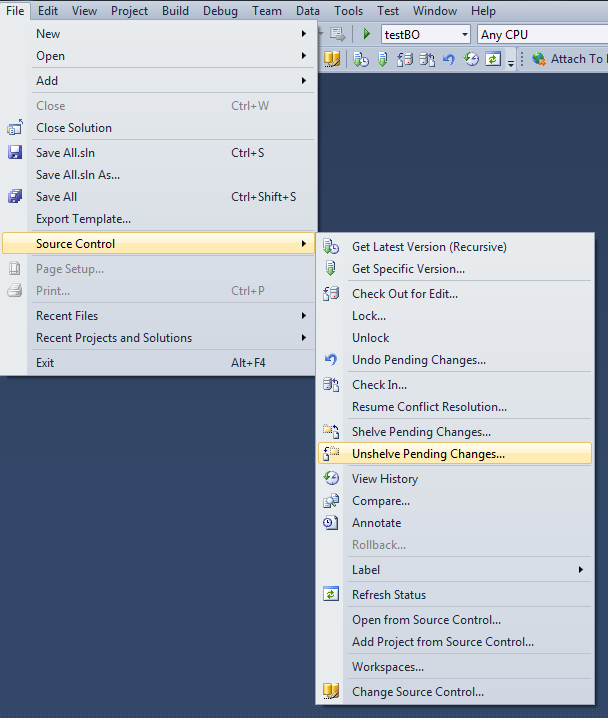 File Edit View Project Build Debug Team Data Tools Test Window Help
testBO Any CPU
Attach To
New
Open
Add
Close Ctrl+W
Close Solution
Save All.sln Ctrl+S
Save All.sln As...
Save All Ctrl+Shift+S
Export Template...
Source Control
Page Setup...
Print... Ctrl+P
Recent Files
Recent Projects and Solutions
Exit Alt+F4
Get Latest Version (Recursive)
Get Specific Version...
Check Out for Edit...
Lock...
Unlock
Undo Pending Changes...
Check In...
Resume Conflict Resolution...
Shelve Pending Changes...
Unshelve Pending Changes...
View History
Compare...
Annotate
Rollback...
Label
Refresh Status
Open from Source Control...
Add Project from Source Control...
Workspaces...
Change Source Control...